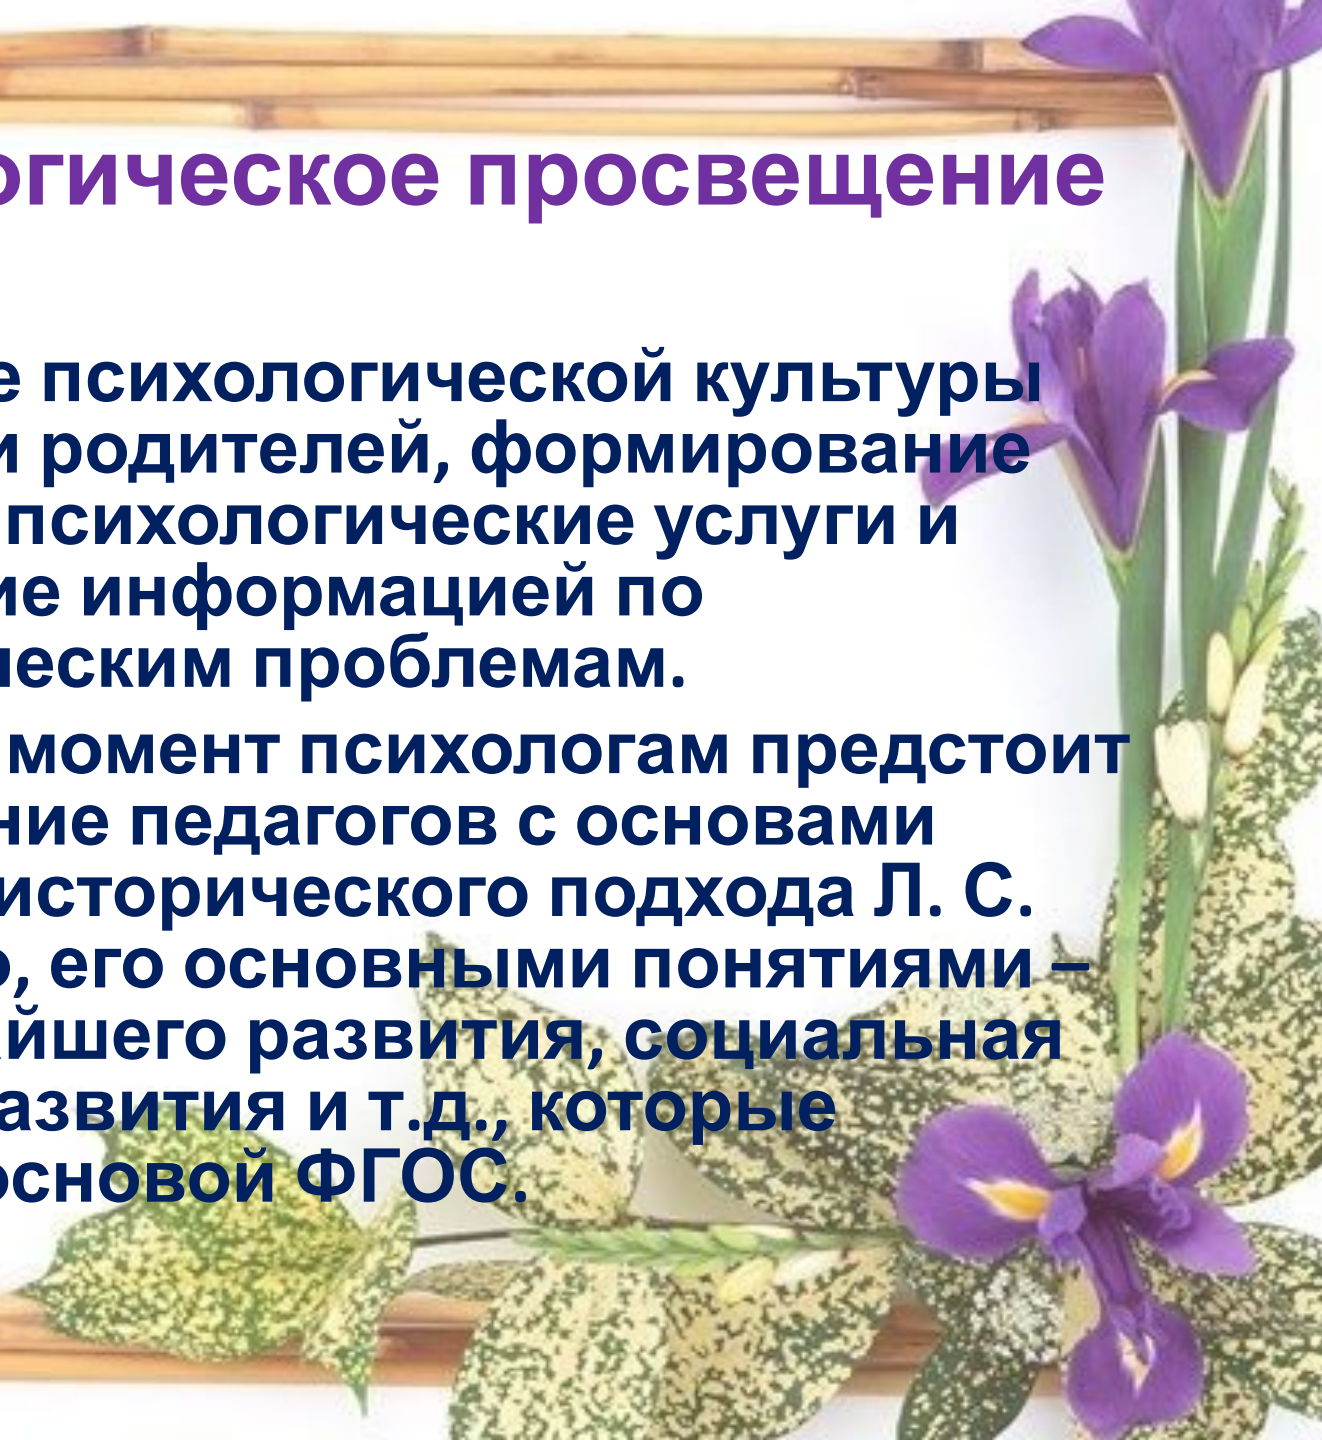 огическое просвещение
е психологической культуры
и родителей, формирование
психологические услуги и
ие информацией по
ческим проблемам.
момент психологам предстоит
ние педагогов с основами
исторического подхода Л. С.
о, его основными понятиями –
йшего развития, социальная
азвития и т.д., которые
основой ФГОС.